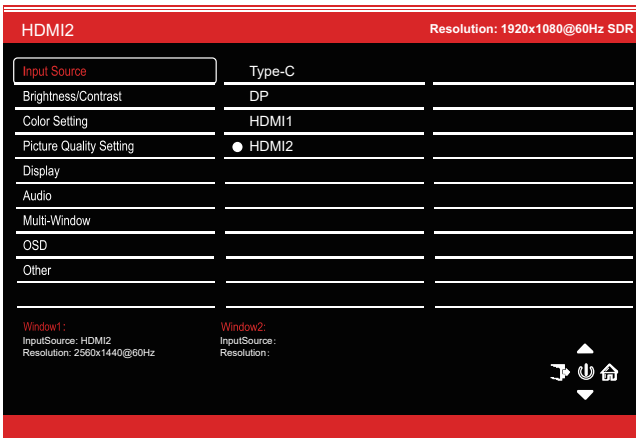 HDMI2
Resolution: 1920x1080@60Hz SDR
Input Source
Type-C
Brightness/Contrast
DP
Color Setting
HDMI1
Picture Quality Setting
HDMI2
Display
Audio
Multi-Window
OSD
Other
Window1:
InputSource: HDMI2
Resolution: 2560x1440@60Hz
Window2:
InputSource:
Resolution: